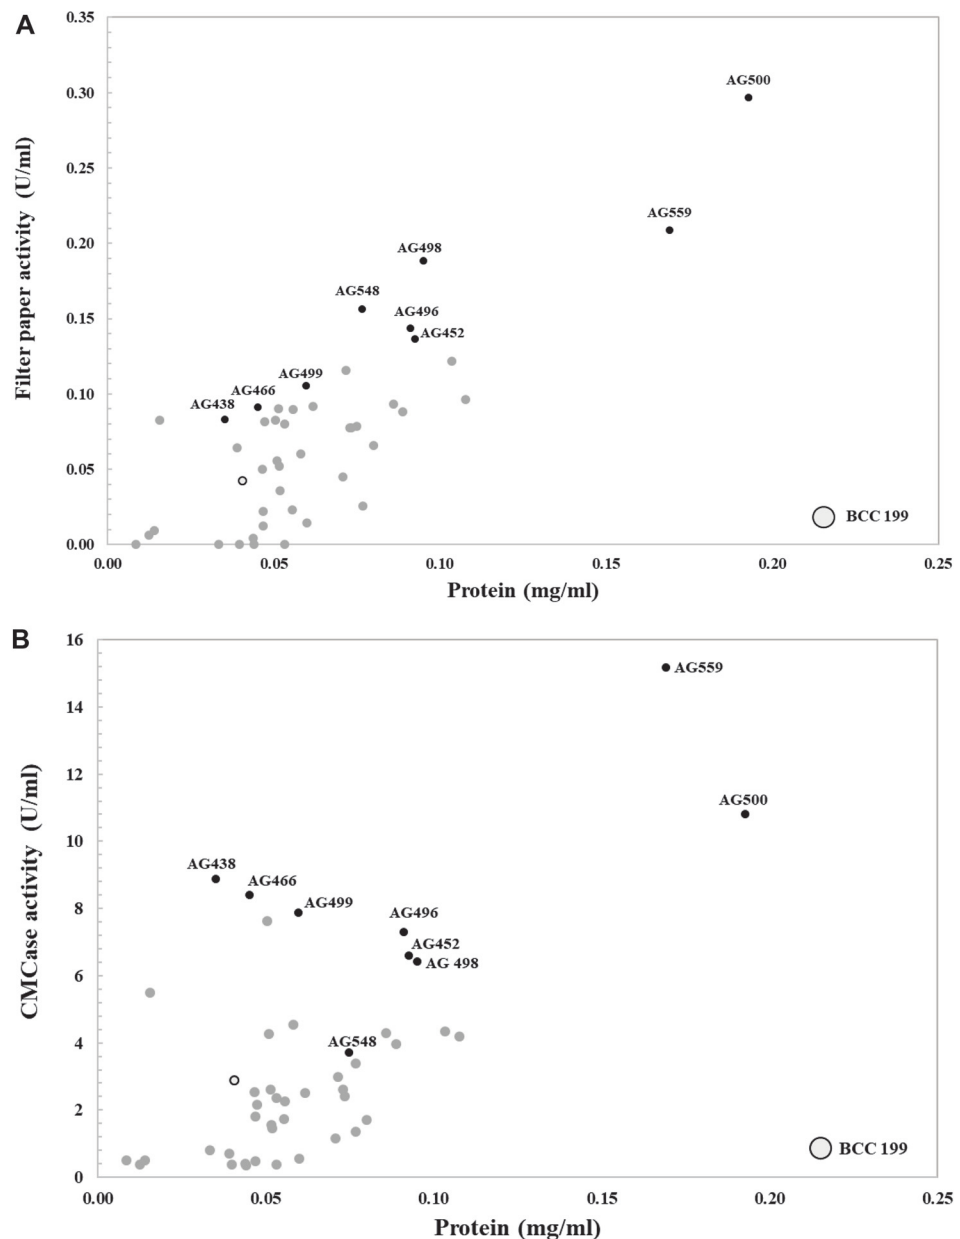 A
0.35
0.30
0.25
0.20
0.15
0.10
0.05
0.00
Filter paper activity (U/ml)
AG500
AG559
AG498
AG548
AG496
AG452
AG499
AG466
AG438
BCC 199
0.00 0.05 0.10 0.15 0.20 0.25
Protein (mg/ml)
B
16
14
12
10
8
6
4
2
0
CMCase activity (U/ml)
AG559
AG500
AG438
AG466
AG499
AG496
AG452
AG 498
AG548
BCC 199
0.00 0.05 0.10 0.15 0.20 0.25
Protein (mg/ml)